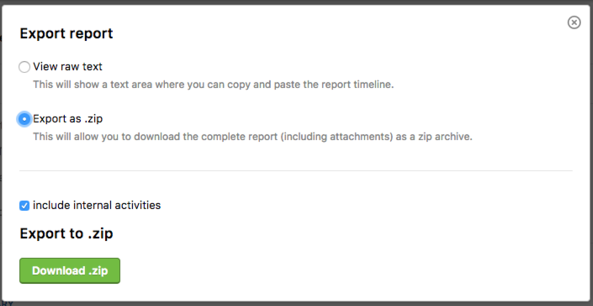 Export report
View raw text
This will show a text area where you can copy and paste the report timeline.
Export as .zip
This will allow you to download the complete report (including attachments) as a zip archive.
include internal activities
Export to .zip
Download .zip